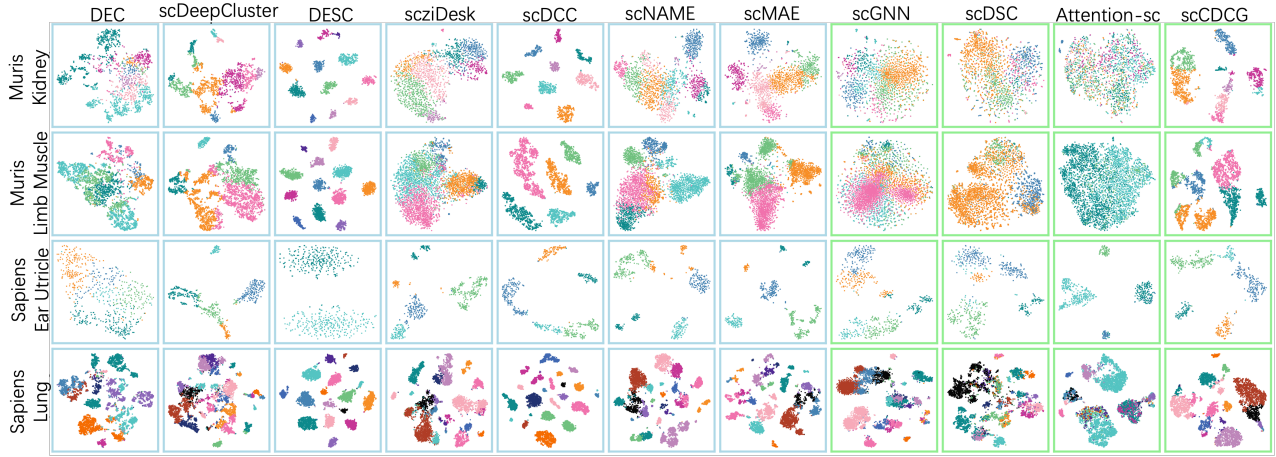 DEC scDeepCluster DESC scziDesk scDCC scNAME scMAE scGNN scDSC Attention-sc scCDCG
Muris
Kidney
Muris
Limb Muscle
Sapiens
Ear Utricle
Sapiens
Lung